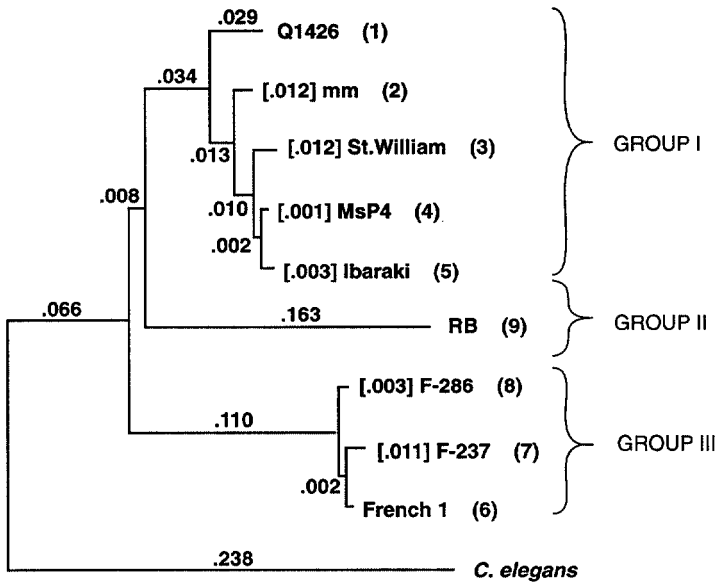 .029
Q1426 (1)
.034
[.012] mm (2)
.013
[.012] St.William (3)
GROUP I
.008
.010
[.001] MsP4 (4)
.002
[.003] Ibaraki (5)
.066
.163
RB (9)
GROUP II
[.003] F-286 (8)
.110
[.011] F-237 (7)
GROUP III
.002
French 1 (6)
.238
C. elegans